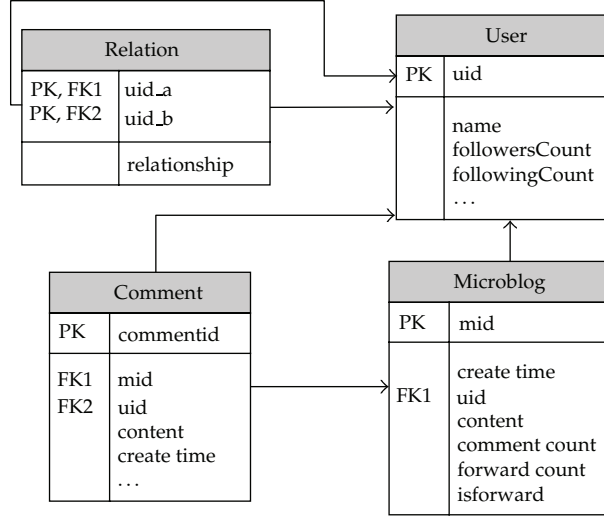 Relation
PK, FK1 uid_a
PK, FK2 uid_b
relationship
User
PK uid
name
followersCount
followingCount
...
Comment
PK commentid
FK1 mid
FK2 uid
content
create time
...
Microblog
PK mid
create time
FK1 uid
content
comment count
forward count
isforward